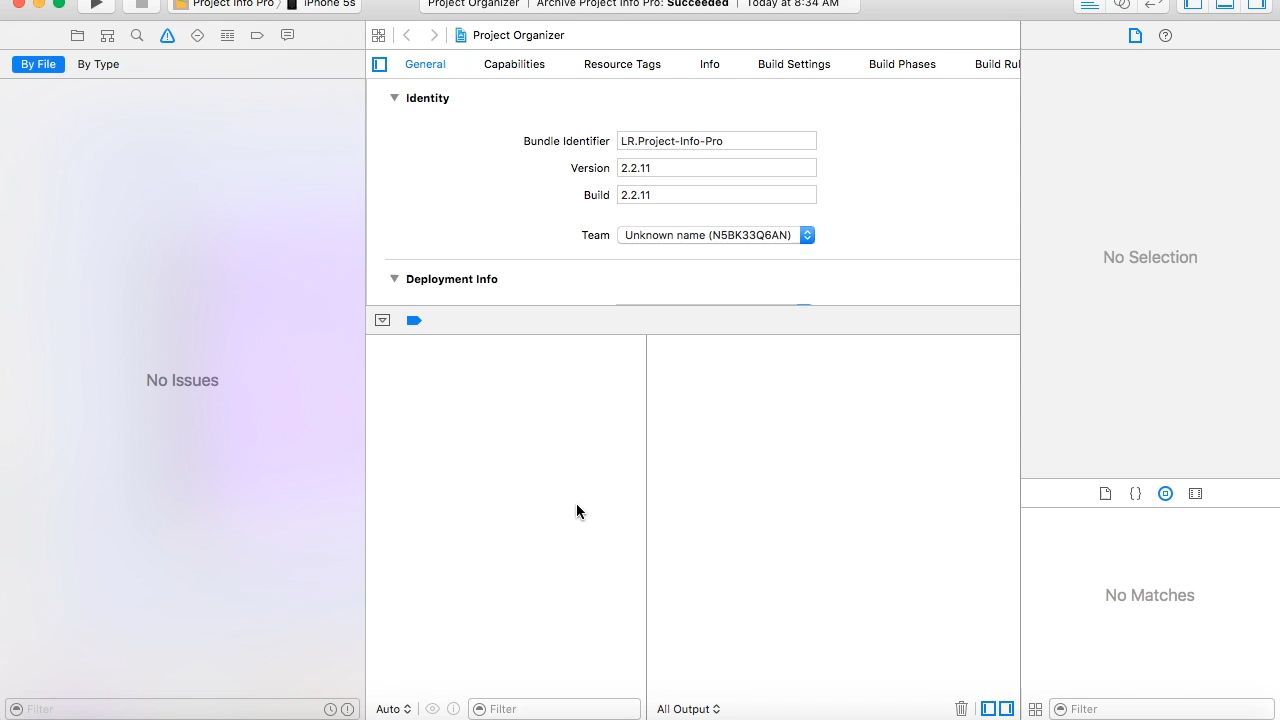 Project Info Pro iPhone 5s Project Organizer Archive Project Info Pro: Succeeded Today at 8:34 AM
Project Organizer
By File By Type
General Capabilities Resource Tags Info Build Settings Build Phases Build Rul
Identity
Bundle Identifier LR.Project-Info-Pro
Version 2.2.11
Build 2.2.11
Team Unknown name (N5BK33Q6AN)
Deployment Info
No Issues
No Selection
No Matches
Filter
Auto Filter
All Output
Filter